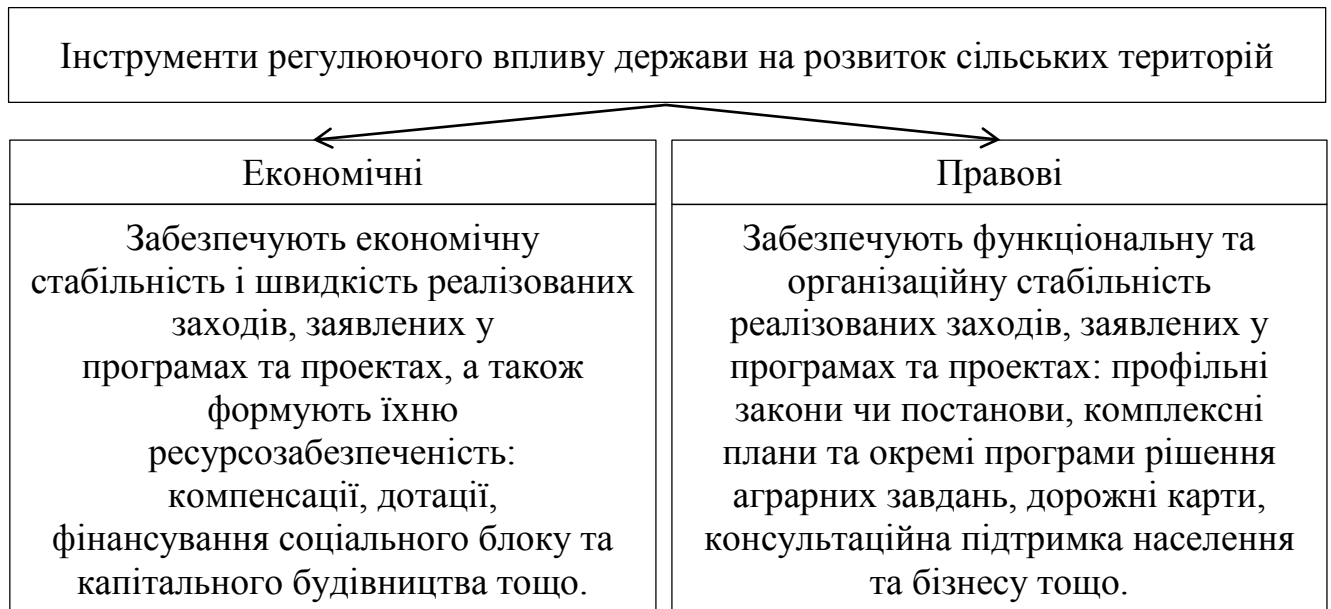 Інструменти регулюючого впливу держави на розвиток сільських територій
Економічні
Забезпечують економічну
стабільність і швидкість реалізованих
заходів, заявлених у
програмах та проектах, а також
формують їхню
ресурсозабезпеченість:
компенсації, дотації,
фінансування соціального блоку та
капітального будівництва тощо.
Правові
Забезпечують функціональну та
організаційну стабільність
реалізованих заходів, заявлених у
програмах та проектах: профільні
закони чи постанови, комплексні
плани та окремі програми рішення
аграрних завдань, дорожні карти,
консультаційна підтримка населення
та бізнесу тощо.